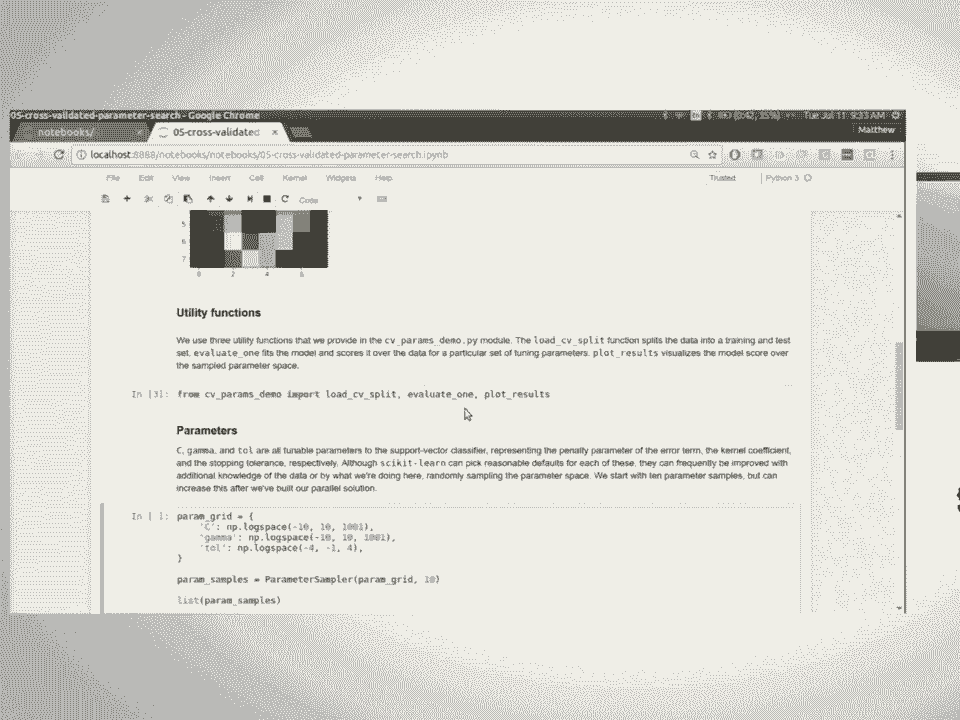 05-cross-validated-parameter-search - Google Chrome
Tue Jul 11 9:33 AM
notebooks/
05-cross-validated
Matthew
localhost:8888/notebooks/notebooks/05-cross-validated-parameter-search.ipynb
File Edit View Insert Cell Kernel Widgets Help
Trusted
Python 3
Code
5
6
7
0 2 4 6
Utility functions
We use three utility functions that we provide in the cv_params_demo.py module. The load_cv_split function splits the data into a training and test
set, evaluate_one fits the model and scores it over the data for a particular set of tuning parameters. plot_results visualizes the model score over
the sampled parameter space.
In [3]: from cv_params_demo import load_cv_split, evaluate_one, plot_results
Parameters
C, gamma, and tol are all tunable parameters to the support-vector classifier, representing the penalty parameter of the error term, the kernel coefficient,
and the stopping tolerance, respectively. Although scikit-learn can pick reasonable defaults for each of these, they can frequently be improved with
additional knowledge of the data or by what we're doing here, randomly sampling the parameter space. We start with ten parameter samples, but can
increase this after we've built our parallel solution.
In [ ]: param_grid = {
'C': np.logspace(-10, 10, 1001),
'gamma': np.logspace(-10, 10, 1001),
'tol': np.logspace(-4, -1, 4),
}
param_samples = ParameterSampler(param_grid, 10)
list(param_samples)